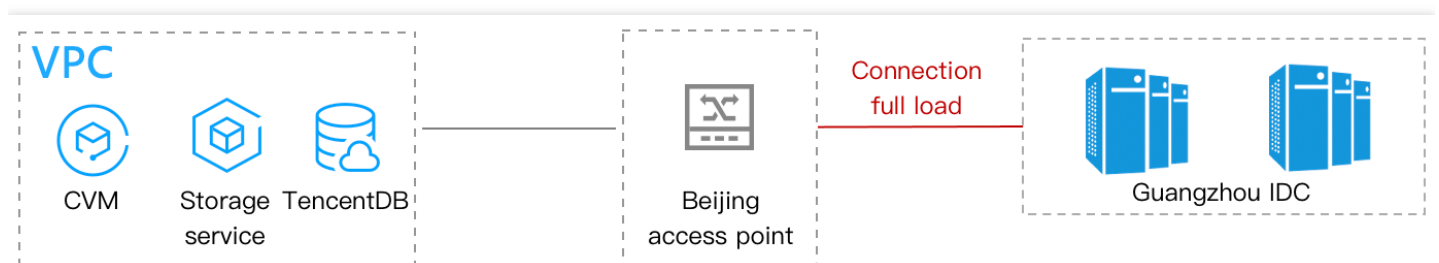 VPC
CVM
Storage
service
TencentDB
Beijing
access point
Connection
full load
Guangzhou IDC